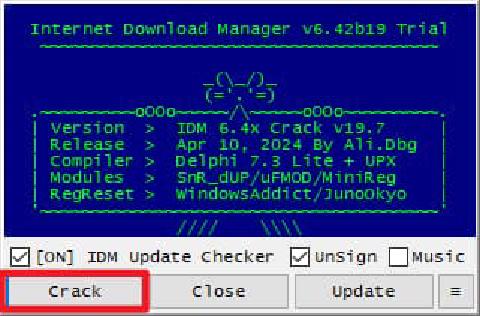 Internet Download Manager v6.42b19 Trial
~~~~~~~~~~~~~~~~~~~~~~~~~~~~~~~~~~~~~~~~
_(\_/)_
(='.'=)
.~~~~~~~~~~oOOo~~~~~/\~~~~~oOOo~~~~~~~~~~.
| Version > IDM 6.4x Crack v19.7 |
| Release > Apr 10, 2024 By Ali.Dbg |
| Compiler > Delphi 7.3 Lite + UPX |
| Modules > SnR_dUP/uFMOD/MiniReg |
| RegReset > WindowsAddict/JunoOkyo |
'~~~~~~~~~~~~~~~~~~~~~~~~~~~~~~~~~~~~~~~~'
//// \\\\
[ON] IDM Update Checker UnSign Music
Crack Close Update ≡